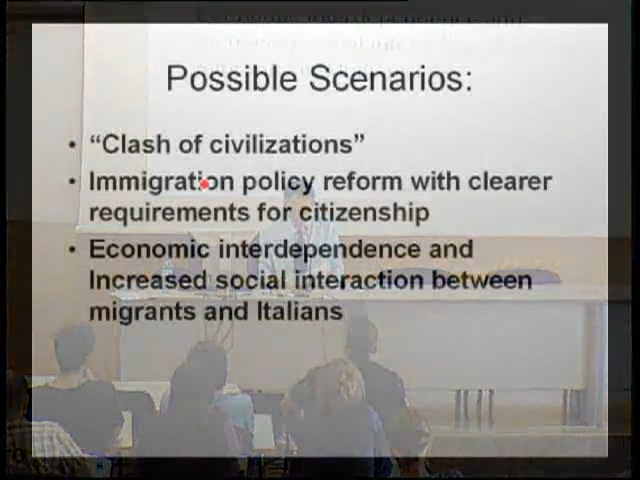 Possible Scenarios:
• “Clash of civilizations”
• Immigration policy reform with clearer
requirements for citizenship
• Economic interdependence and
Increased social interaction between
migrants and Italians